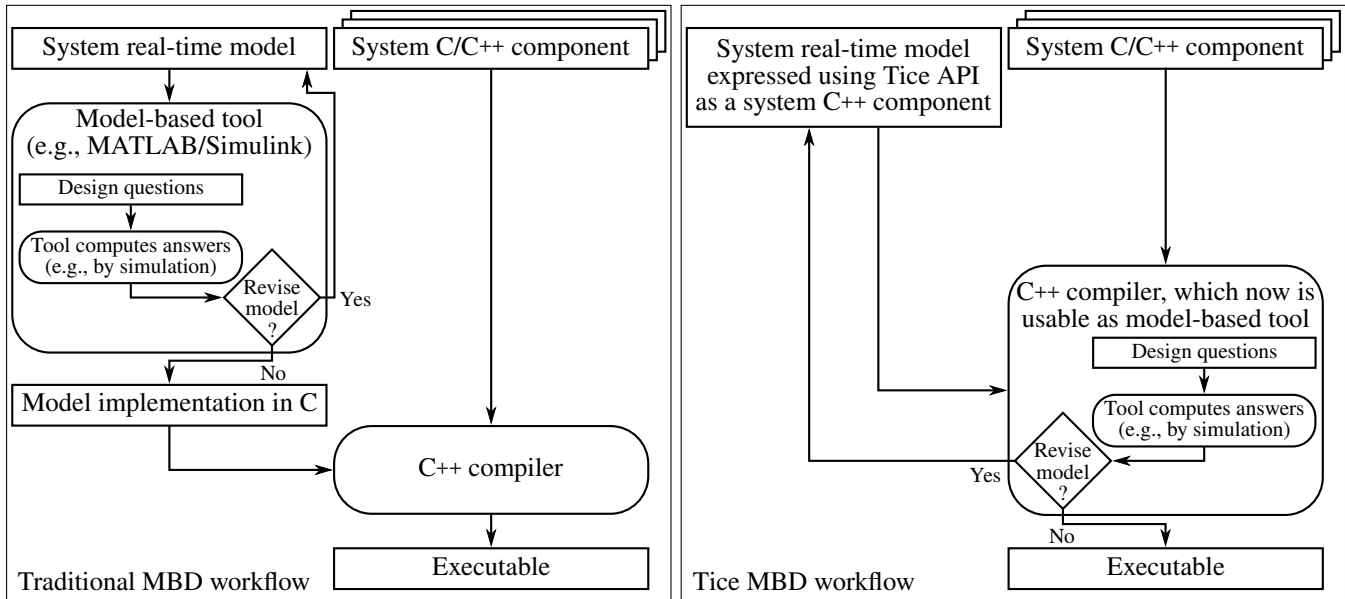 System real-time model
System C/C++ component
Model-based tool
(e.g., MATLAB/Simulink)
Design questions
Tool computes answers
(e.g., by simulation)
Revise
model
?
Yes
No
Model implementation in C
C++ compiler
Executable
Traditional MBD workflow
System real-time model
expressed using Tice API
as a system C++ component
System C/C++ component
C++ compiler, which now is
usable as model-based tool
Design questions
Tool computes answers
(e.g., by simulation)
Revise
model
?
Yes
No
Executable
Tice MBD workflow